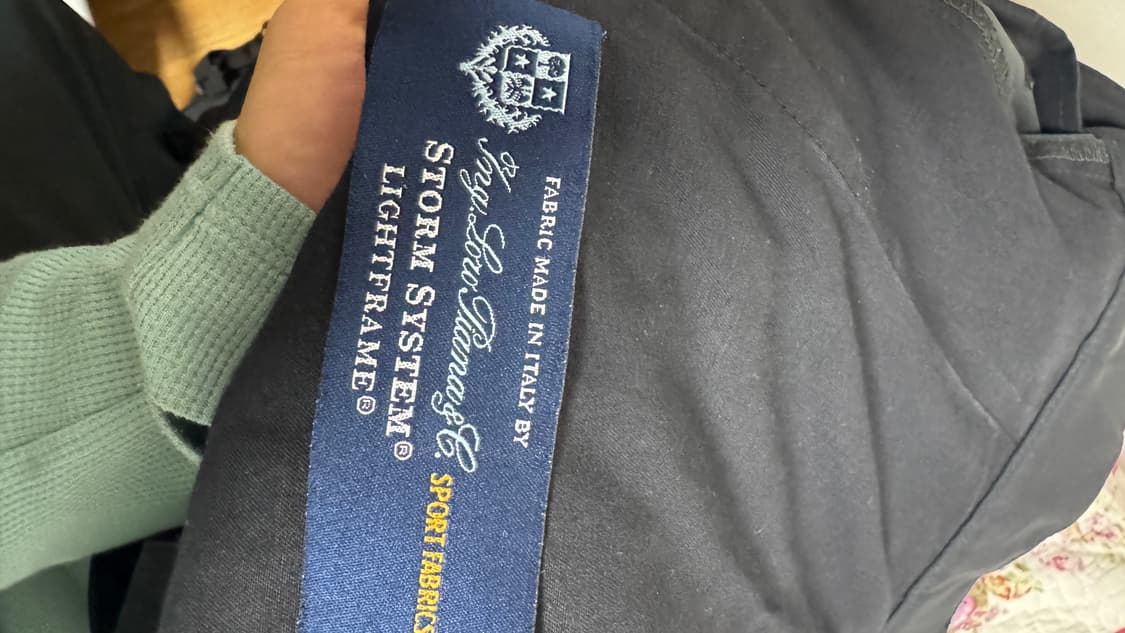 FABRIC MADE IN ITALY BY
Ing. Loro Piana & C. SPORT FABRICS
STORM SYSTEM®
LIGHTFRAME®